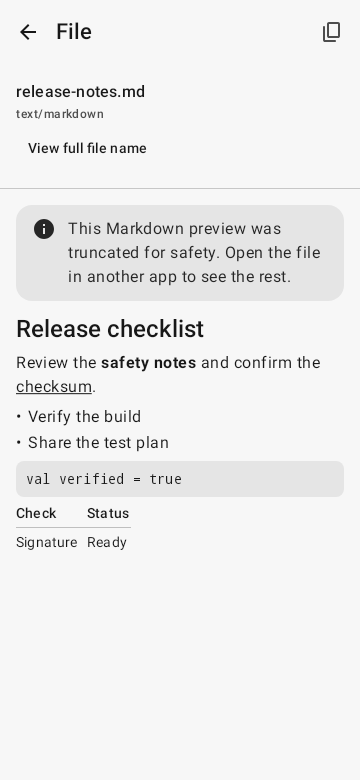 File
release-notes.md
text/markdown
View full file name
This Markdown preview was
truncated for safety. Open the file
in another app to see the rest.
Release checklist
Review the safety notes and confirm the
checksum.
• Verify the build
• Share the test plan
val verified = true
Check Status
Signature Ready